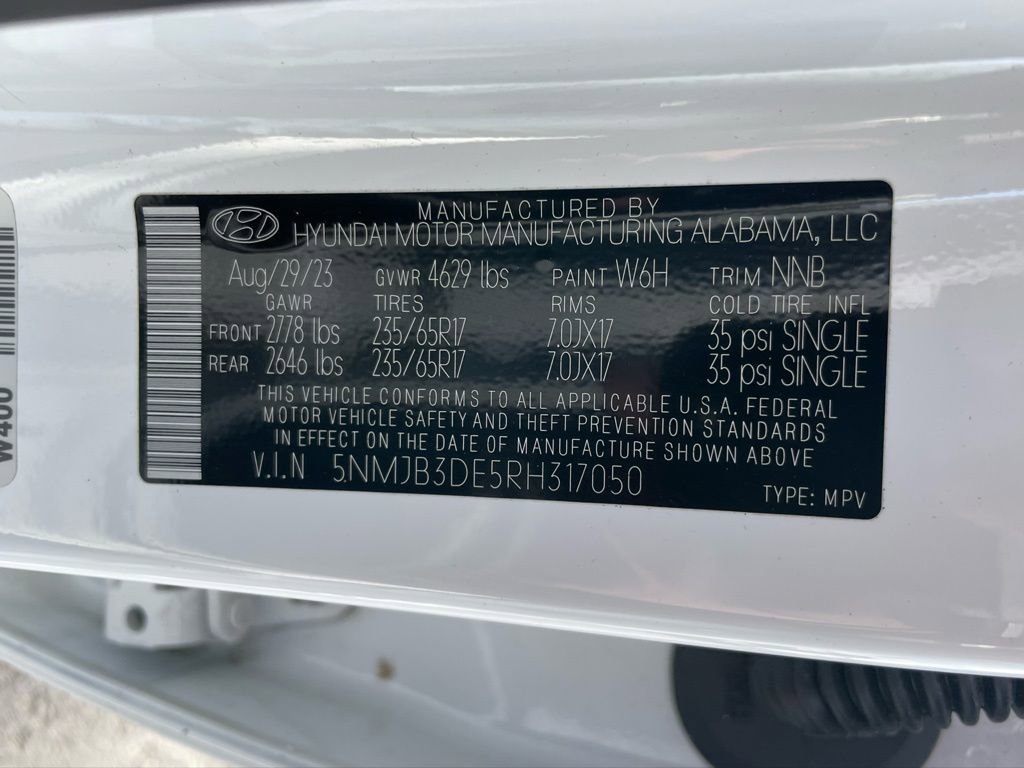 MANUFACTURED BY
HYUNDAI MOTOR MANUFACTURING ALABAMA, LLC
Aug/29/23 GVWR 4629 lbs PAINT W6H TRIM NNB
GAWR TIRES RIMS COLD TIRE INFL
FRONT 2778 lbs 235/65R17 7.0JX17 35 psi SINGLE
REAR 2646 lbs 235/65R17 7.0JX17 35 psi SINGLE
THIS VEHICLE CONFORMS TO ALL APPLICABLE U.S.A. FEDERAL
MOTOR VEHICLE SAFETY AND THEFT PREVENTION STANDARDS
IN EFFECT ON THE DATE OF MANUFACTURE SHOWN ABOVE
V.I.N 5NMJB3DE5RH317050
TYPE: MPV
W400